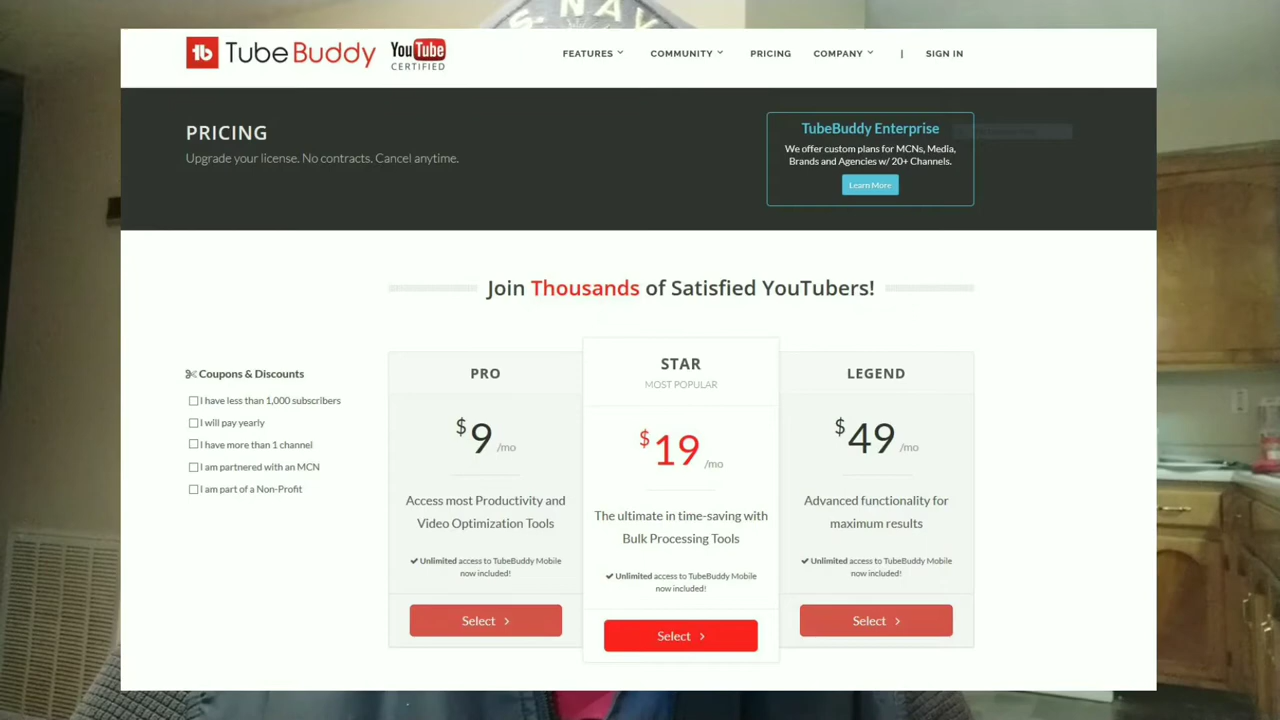 S. NAV
TubeBuddy
YouTube
CERTIFIED
FEATURES
COMMUNITY
PRICING
COMPANY
|
SIGN IN
PRICING
Upgrade your license. No contracts. Cancel anytime.
TubeBuddy Enterprise
We offer custom plans for MCNs, Media,
Brands and Agencies w/ 20+ Channels.
Learn More
Join Thousands of Satisfied YouTubers!
Coupons & Discounts
I have less than 1,000 subscribers
I will pay yearly
I have more than 1 channel
I am partnered with an MCN
I am part of a Non-Profit
PRO
$9 /mo
Access most Productivity and
Video Optimization Tools
Unlimited access to TubeBuddy Mobile
now included!
Select
STAR
MOST POPULAR
$19 /mo
The ultimate in time-saving with
Bulk Processing Tools
Unlimited access to TubeBuddy Mobile
now included!
Select
LEGEND
$49 /mo
Advanced functionality for
maximum results
Unlimited access to TubeBuddy Mobile
now included!
Select